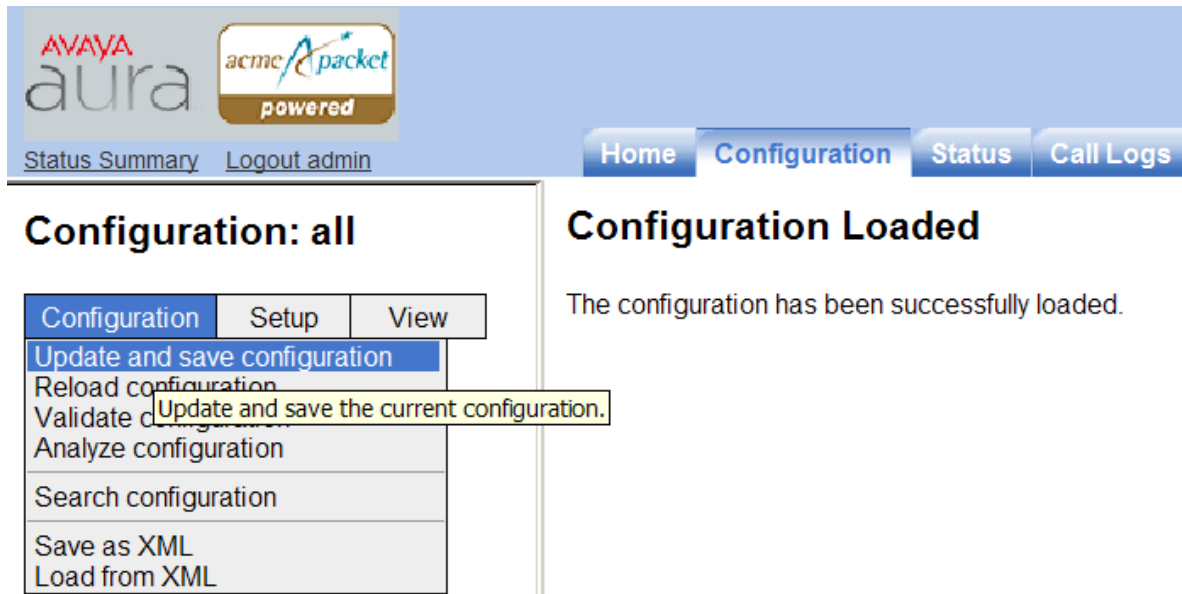 AVAYA
aura
acme packet
powered
Status Summary Logout admin
Home Configuration Status Call Logs
Configuration: all
Configuration Setup View
Update and save configuration
Reload configuration
Update and save the current configuration.
Validate configuration
Analyze configuration
Search configuration
Save as XML
Load from XML
Configuration Loaded
The configuration has been successfully loaded.